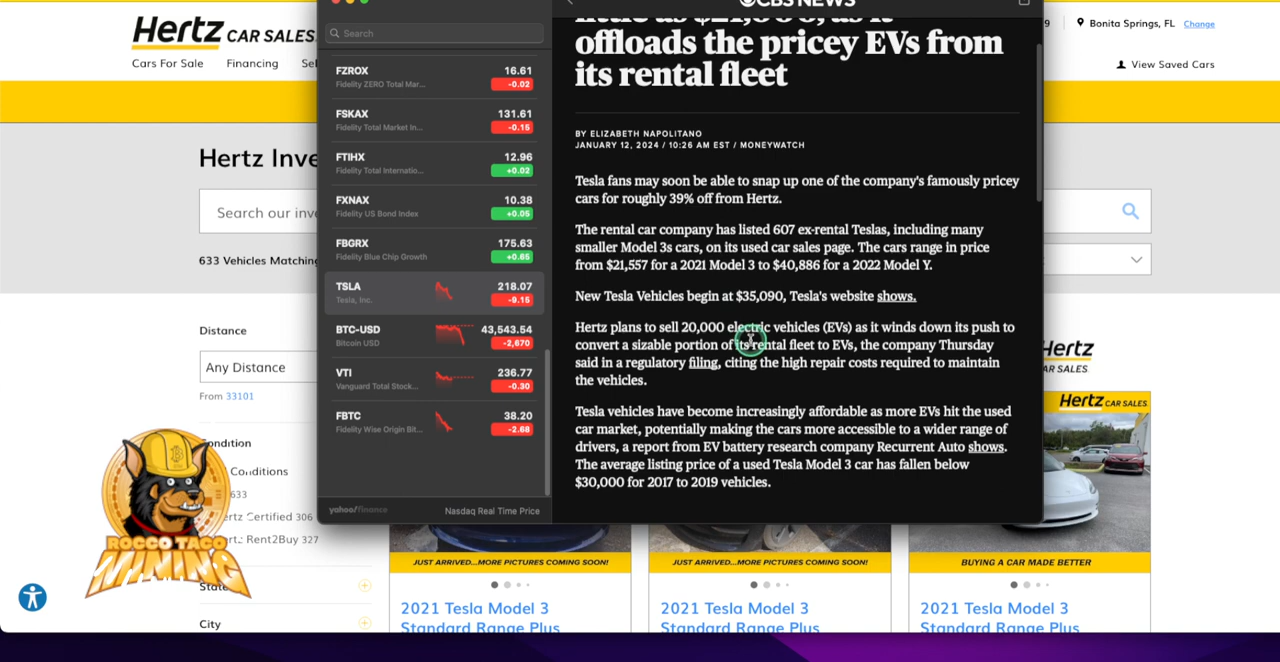 Hertz CAR SALES.
Bonita Springs, FL Change
Cars For Sale Financing
View Saved Cars
Hertz Inve
Search our inve
633 Vehicles Matching
Distance
Any Distance
From 33101
Condition
Conditions
633
Hertz Certified 306
Hertz Rent2Buy 327
State
City
ROCCO TACO
MINING
Search
FZROX 16.61
Fidelity ZERO Total Mar... -0.02
FSKAX 131.61
Fidelity Total Market In... -0.15
FTIHX 12.96
Fidelity Total Internatio... +0.02
FXNAX 10.38
Fidelity US Bond Index +0.05
FBGRX 175.63
Fidelity Blue Chip Growth +0.65
TSLA 218.07
Tesla, Inc. -9.15
BTC-USD 43,543.54
Bitcoin USD -2,670
VTI 236.77
Vanguard Total Stock... -0.30
FBTC 38.20
Fidelity Wise Origin Bit... -2.68
yahoo!finance Nasdaq Real Time Price
CBS NEWS
little as $21,000, as it
offloads the pricey EVs from
its rental fleet
BY ELIZABETH NAPOLITANO
JANUARY 12, 2024 / 10:26 AM EST / MONEYWATCH
Tesla fans may soon be able to snap up one of the company's famously pricey
cars for roughly 39% off from Hertz.
The rental car company has listed 607 ex-rental Teslas, including many
smaller Model 3s cars, on its used car sales page. The cars range in price
from $21,557 for a 2021 Model 3 to $40,886 for a 2022 Model Y.
New Tesla Vehicles begin at $35,090, Tesla's website shows.
Hertz plans to sell 20,000 electric vehicles (EVs) as it winds down its push to
convert a sizable portion of its rental fleet to EVs, the company Thursday
said in a regulatory filing, citing the high repair costs required to maintain
the vehicles.
Tesla vehicles have become increasingly affordable as more EVs hit the used
car market, potentially making the cars more accessible to a wider range of
drivers, a report from EV battery research company Recurrent Auto shows.
The average listing price of a used Tesla Model 3 car has fallen below
$30,000 for 2017 to 2019 vehicles.
Hertz
CAR SALES.
Hertz CAR SALES
JUST ARRIVED...MORE PICTURES COMING SOON!
JUST ARRIVED...MORE PICTURES COMING SOON!
BUYING A CAR MADE BETTER
2021 Tesla Model 3
Standard Range Plus
2021 Tesla Model 3
Standard Range Plus
2021 Tesla Model 3
Standard Range Plus